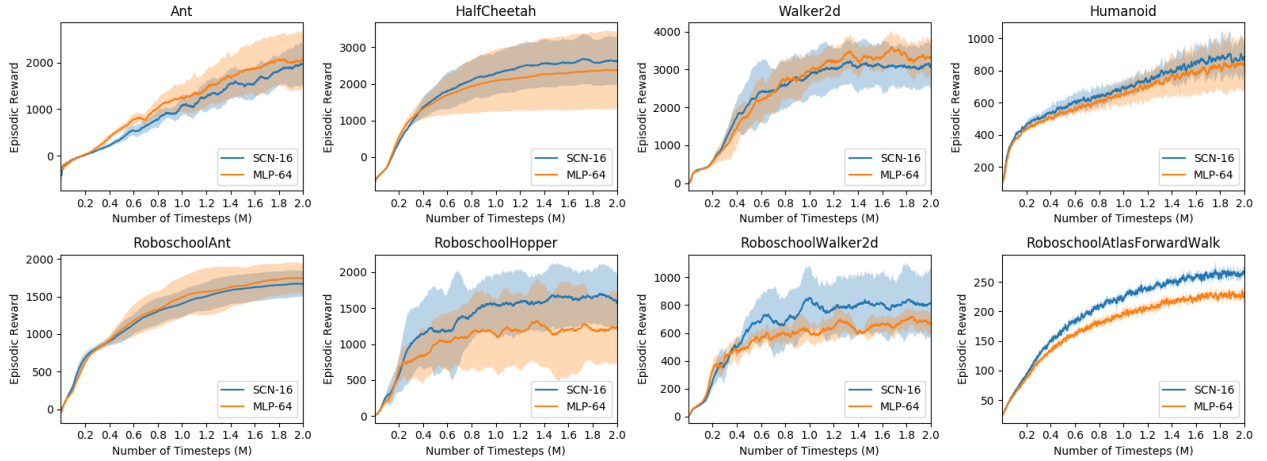 Ant
Episodic Reward
2000
1000
0
SCN-16
MLP-64
0.2 0.4 0.6 0.8 1.0 1.2 1.4 1.6 1.8 2.0
Number of Timesteps (M)
HalfCheetah
Episodic Reward
3000
2000
1000
0
SCN-16
MLP-64
0.2 0.4 0.6 0.8 1.0 1.2 1.4 1.6 1.8 2.0
Number of Timesteps (M)
Walker2d
Episodic Reward
4000
3000
2000
1000
0
SCN-16
MLP-64
0.2 0.4 0.6 0.8 1.0 1.2 1.4 1.6 1.8 2.0
Number of Timesteps (M)
Humanoid
Episodic Reward
1000
800
600
400
200
SCN-16
MLP-64
0.2 0.4 0.6 0.8 1.0 1.2 1.4 1.6 1.8 2.0
Number of Timesteps (M)
RoboschoolAnt
Episodic Reward
2000
1500
1000
500
0
SCN-16
MLP-64
0.2 0.4 0.6 0.8 1.0 1.2 1.4 1.6 1.8 2.0
Number of Timesteps (M)
RoboschoolHopper
Episodic Reward
2000
1500
1000
500
0
SCN-16
MLP-64
0.2 0.4 0.6 0.8 1.0 1.2 1.4 1.6 1.8 2.0
Number of Timesteps (M)
RoboschoolWalker2d
Episodic Reward
1000
800
600
400
200
0
SCN-16
MLP-64
0.2 0.4 0.6 0.8 1.0 1.2 1.4 1.6 1.8 2.0
Number of Timesteps (M)
RoboschoolAtlasForwardWalk
Episodic Reward
250
200
150
100
50
SCN-16
MLP-64
0.2 0.4 0.6 0.8 1.0 1.2 1.4 1.6 1.8 2.0
Number of Timesteps (M)